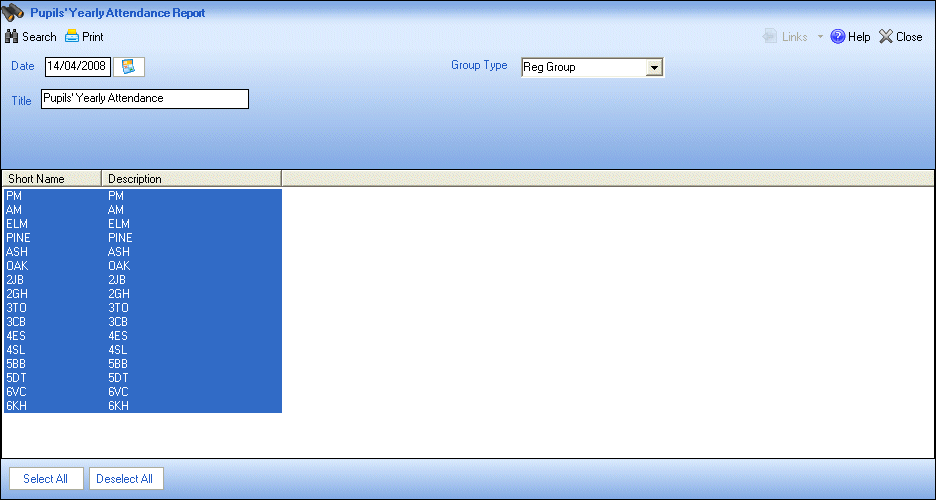 Pupils' Yearly Attendance Report
Search Print Links Help Close
Date 14/04/2008 Group Type Reg Group
Title Pupils' Yearly Attendance
Short Name Description
PM PM
AM AM
ELM ELM
PINE PINE
ASH ASH
OAK OAK
2JB 2JB
2GH 2GH
3TO 3TO
3CB 3CB
4ES 4ES
4SL 4SL
5BB 5BB
5DT 5DT
6VC 6VC
6KH 6KH
Select All Deselect All